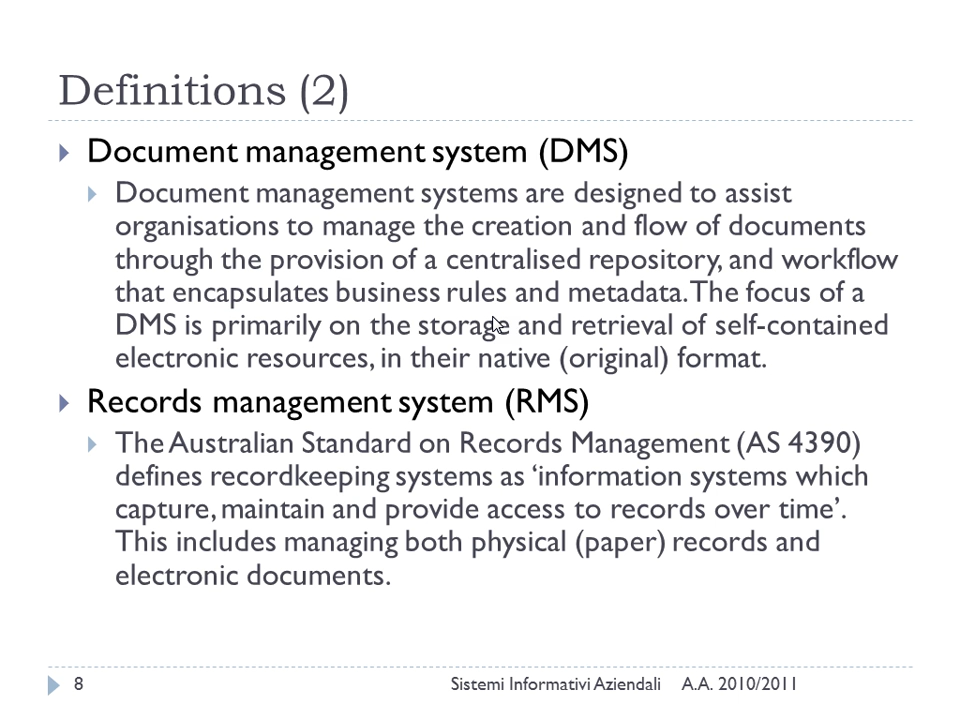 Definitions (2)
Document management system (DMS)
Document management systems are designed to assist
organisations to manage the creation and flow of documents
through the provision of a centralised repository, and workflow
that encapsulates business rules and metadata. The focus of a
DMS is primarily on the storage and retrieval of self-contained
electronic resources, in their native (original) format.
Records management system (RMS)
The Australian Standard on Records Management (AS 4390)
defines recordkeeping systems as ‘information systems which
capture, maintain and provide access to records over time’.
This includes managing both physical (paper) records and
electronic documents.
8 Sistemi Informativi Aziendali A.A. 2010/2011